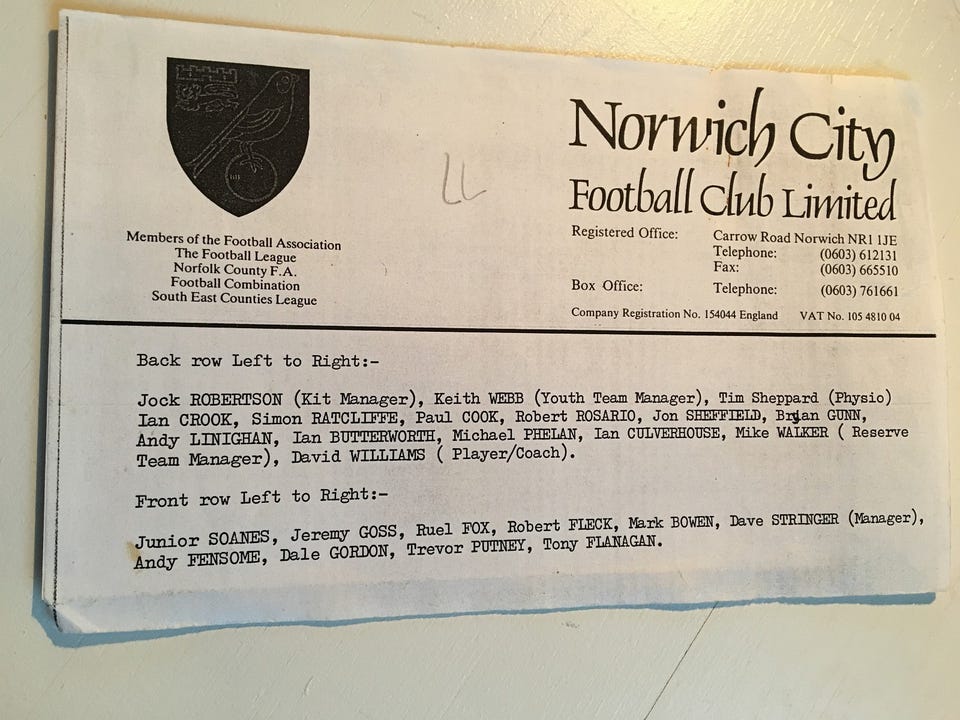 LL
Norwich City
Football Club Limited
Members of the Football Association
The Football League
Norfolk County F.A.
Football Combination
South East Counties League
Registered Office: Carrow Road Norwich NR1 1JE
Telephone: (0603) 612131
Fax: (0603) 665510
Box Office: Telephone: (0603) 761661
Company Registration No. 154044 England VAT No. 105 4810 04
Back row Left to Right:-
Jock ROBERTSON (Kit Manager), Keith WEBB (Youth Team Manager), Tim Sheppard (Physio)
Ian CROOK, Simon RATCLIFFE, Paul COOK, Robert ROSARIO, Jon SHEFFIELD, Bryan GUNN,
Andy LINIGHAN, Ian BUTTERWORTH, Michael PHELAN, Ian CULVERHOUSE, Mike WALKER ( Reserve
Team Manager), David WILLIAMS ( Player/Coach).
Front row Left to Right:-
Junior SOANES, Jeremy GOSS, Ruel FOX, Robert FLECK, Mark BOWEN, Dave STRINGER (Manager),
Andy FENSOME, Dale GORDON, Trevor PUTNEY, Tony FLANAGAN.